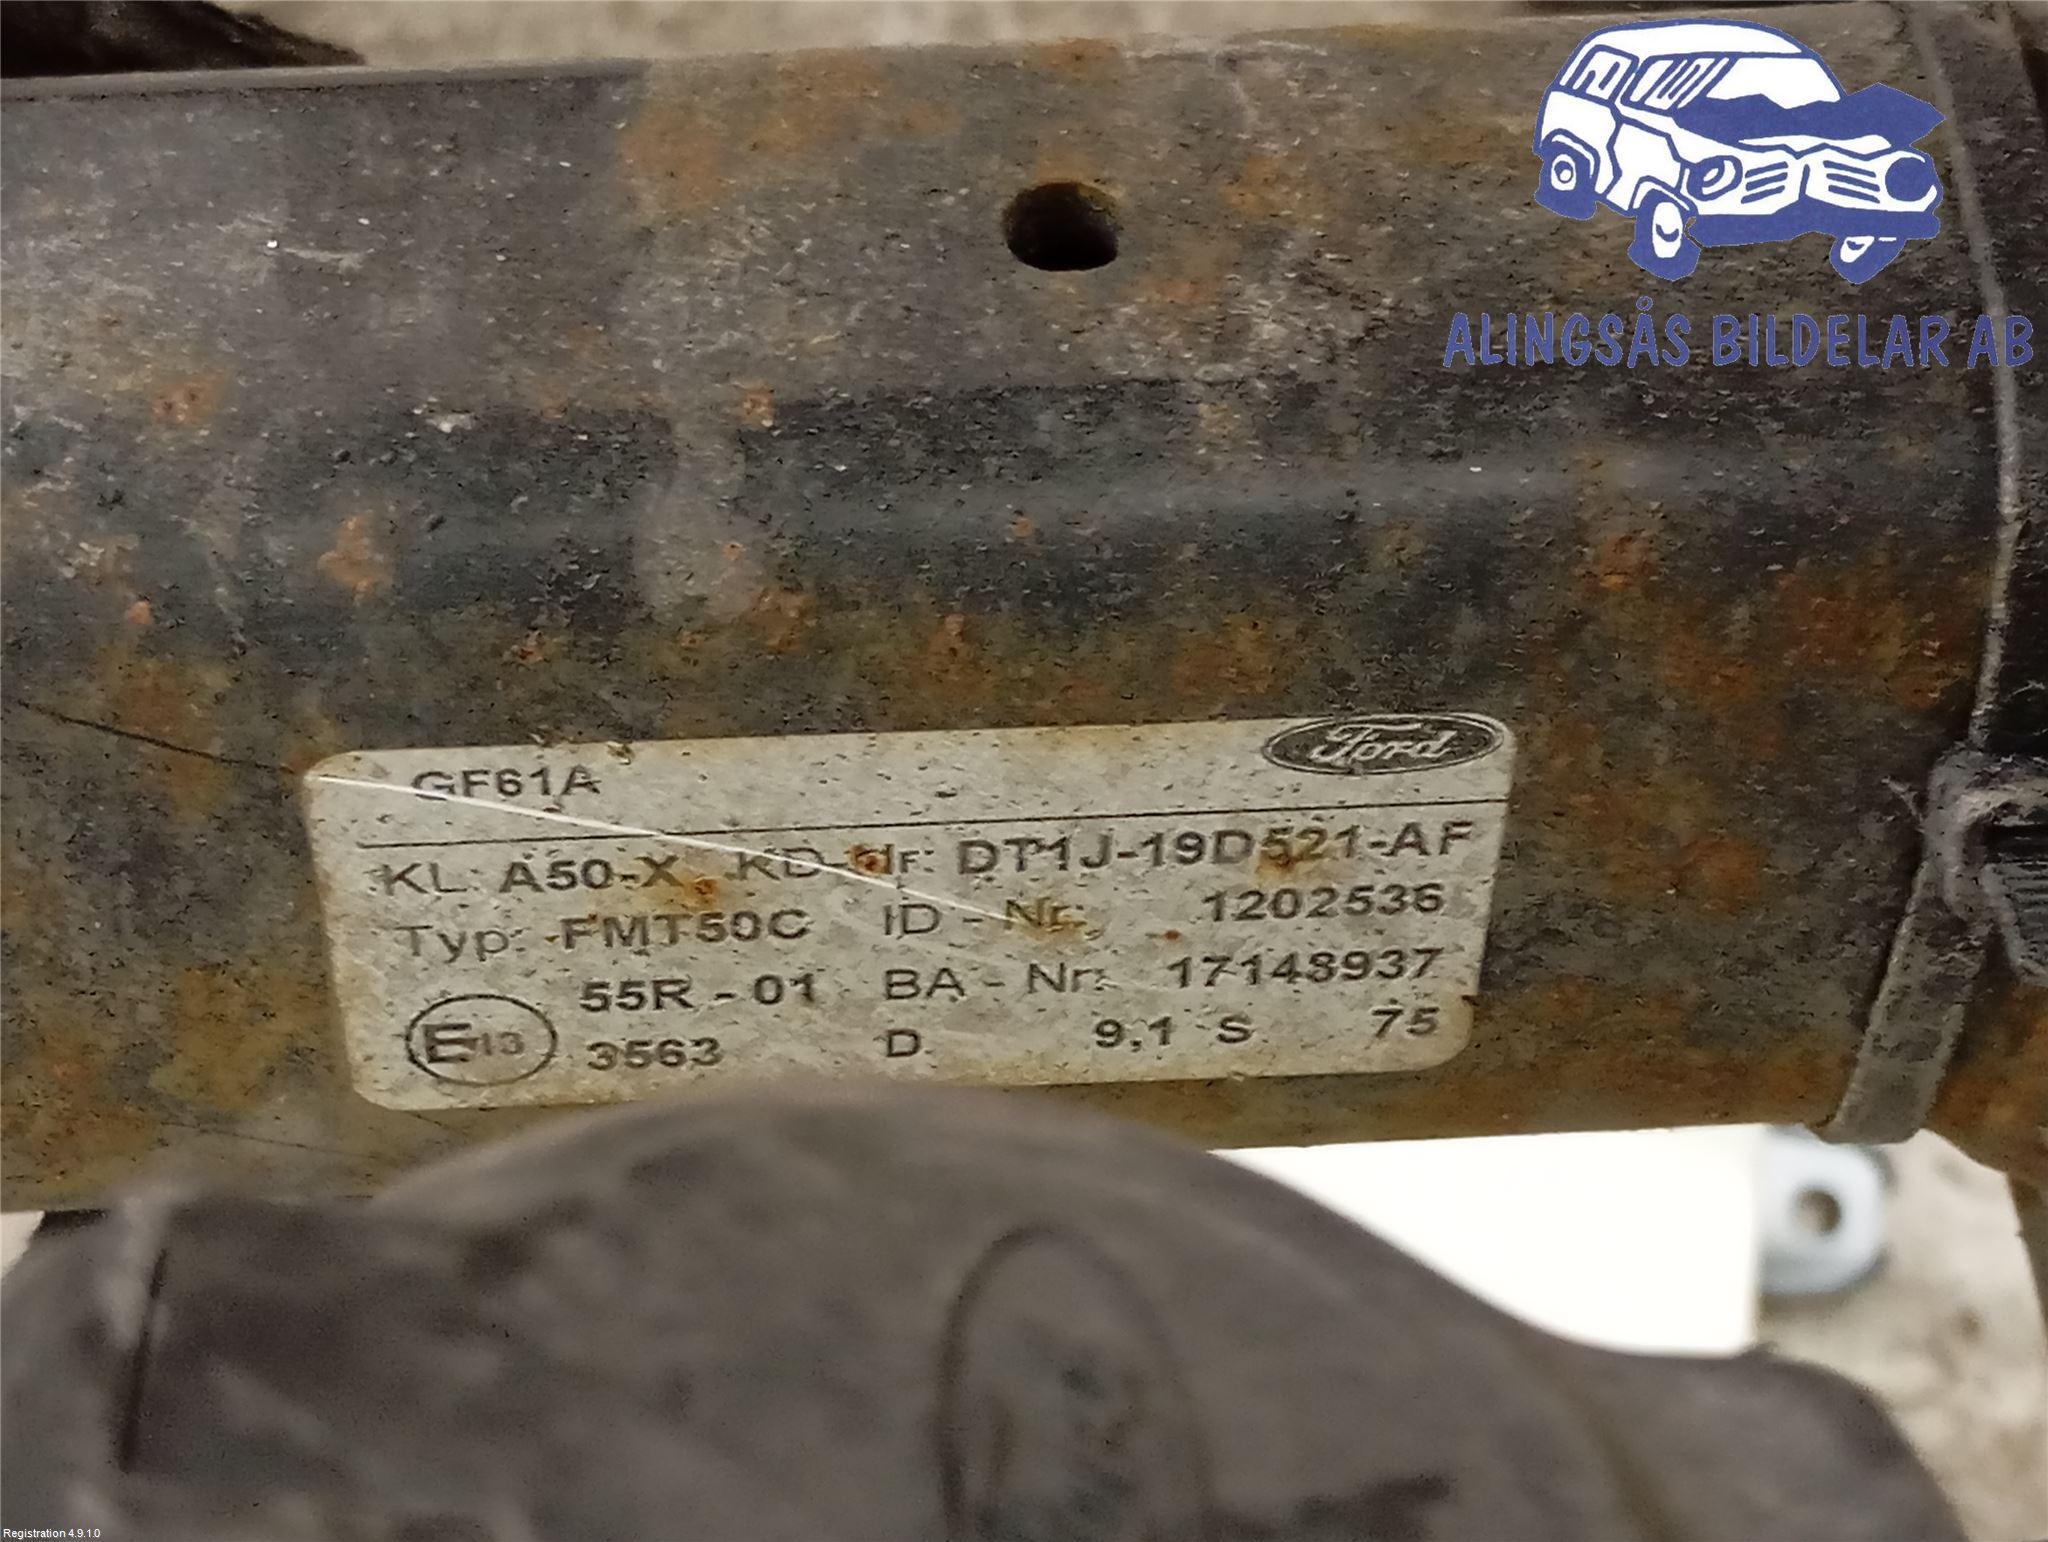 ALINGSÅS BILDELAR AB
GF61A
Ford
KL: A50-X KD-Nr: DT1J-19D521-AF
Typ: FMT50C ID - Nr: 1202536
55R - 01 BA - Nr: 17148937
E 13 3563 D 9,1 S 75
Registration 4.9.1.0